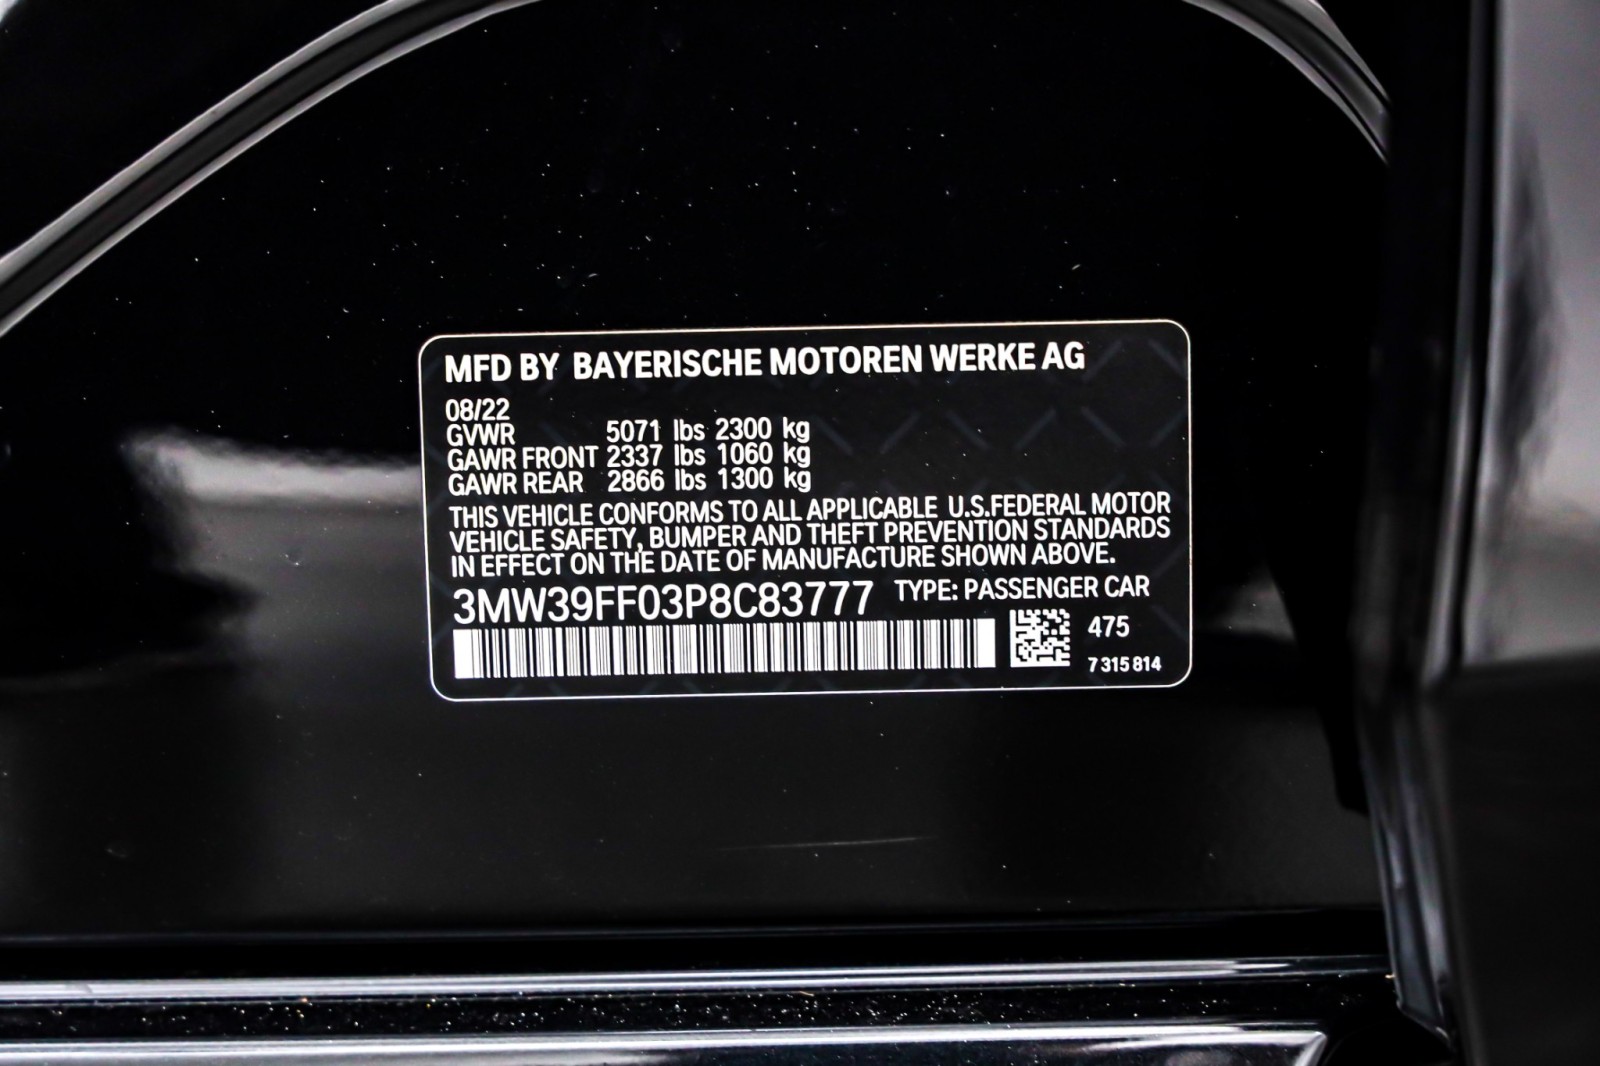 MFD BY BAYERISCHE MOTOREN WERKE AG
08/22
GVWR 5071 lbs 2300 kg
GAWR FRONT 2337 lbs 1060 kg
GAWR REAR 2866 lbs 1300 kg
THIS VEHICLE CONFORMS TO ALL APPLICABLE U.S.FEDERAL MOTOR
VEHICLE SAFETY, BUMPER AND THEFT PREVENTION STANDARDS
IN EFFECT ON THE DATE OF MANUFACTURE SHOWN ABOVE.
3MW39FF03P8C83777 TYPE: PASSENGER CAR
475
7 315 814